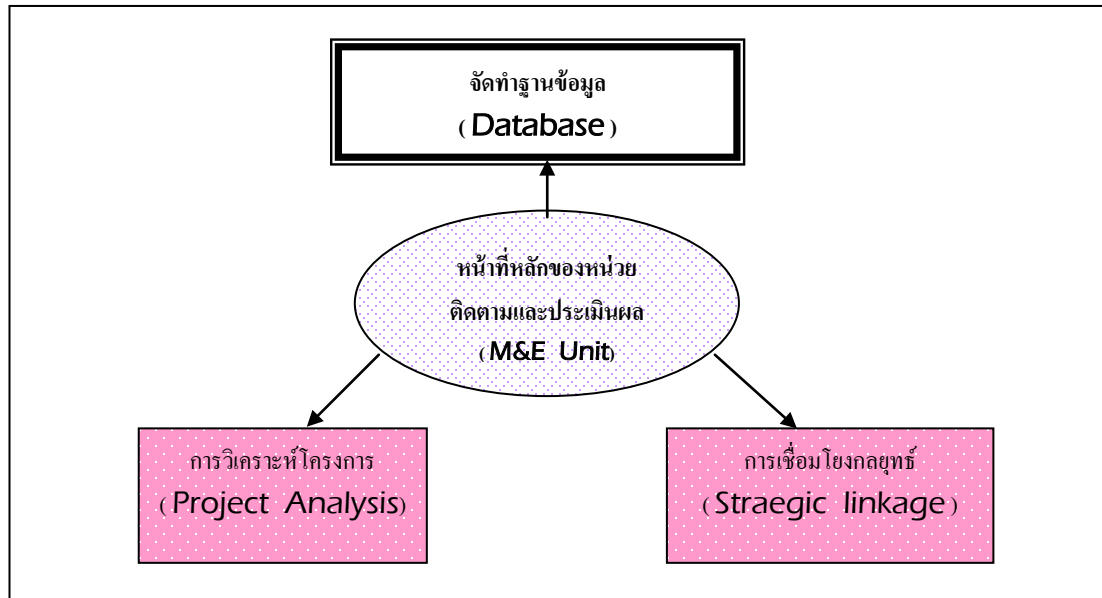 จัดทำฐานข้อมูล
( Database )
หน้าที่หลักของหน่วย
ติดตามและประเมินผล
( M&E Unit)
การวิเคราะห์โครงการ
( Project Analysis)
การเชื่อมโยงกลยุทธ์
( Straegic linkage )